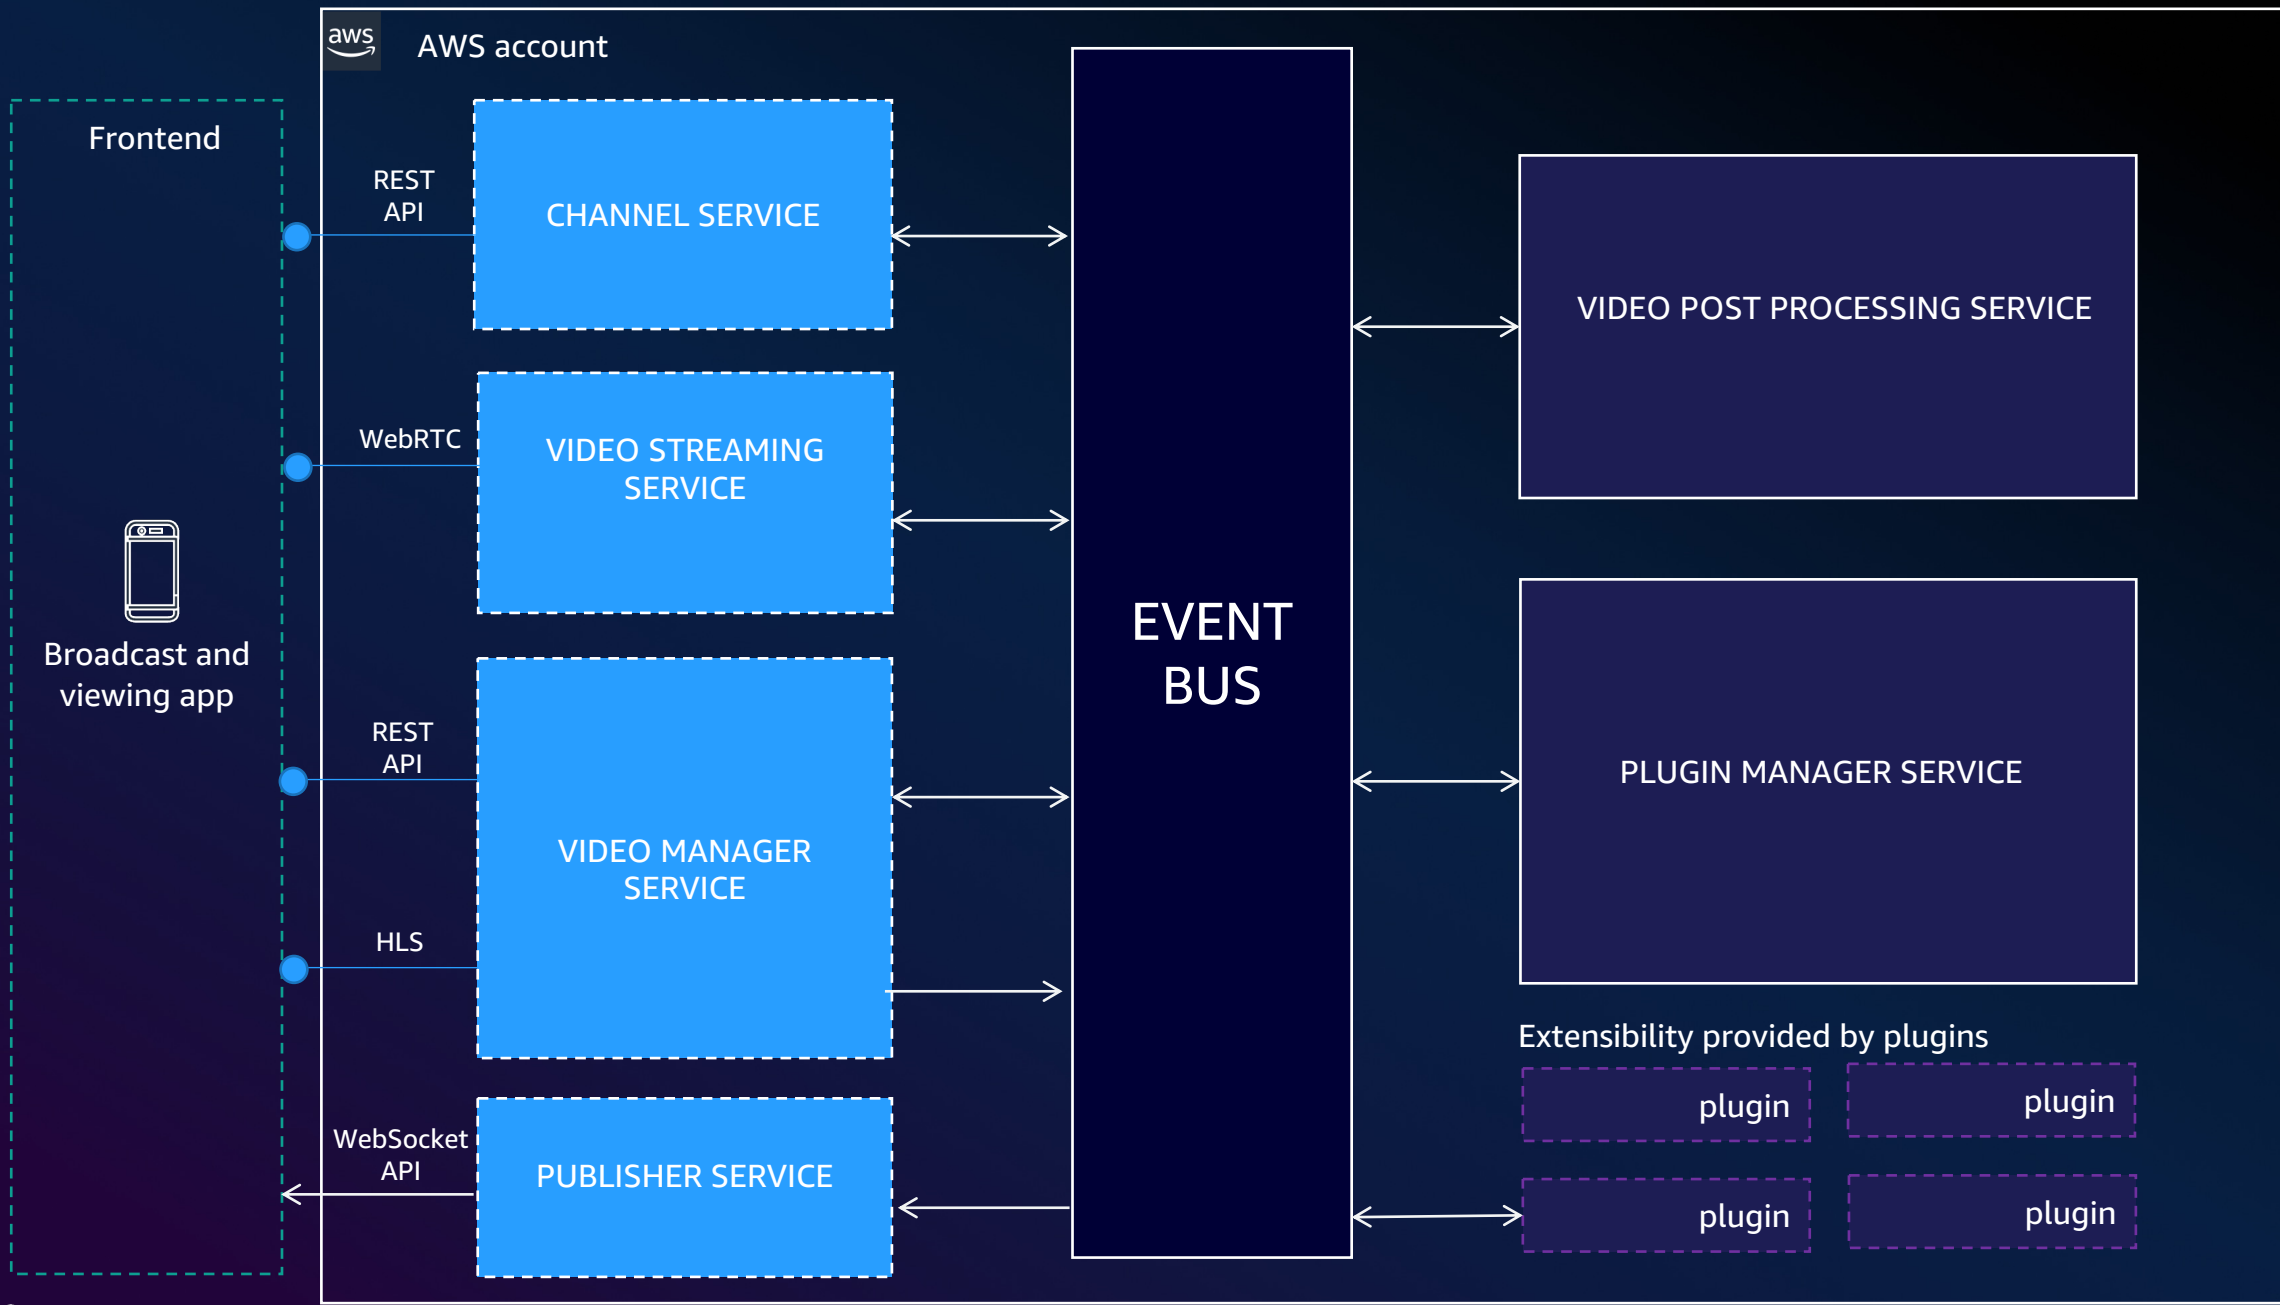 aws
AWS account
Frontend
Broadcast and
viewing app
REST
API
WebRTC
REST
API
HLS
WebSocket
API
CHANNEL SERVICE
VIDEO STREAMING
SERVICE
VIDEO MANAGER
SERVICE
PUBLISHER SERVICE
EVENT
BUS
VIDEO POST PROCESSING SERVICE
PLUGIN MANAGER SERVICE
Extensibility provided by plugins
plugin
plugin
plugin
plugin